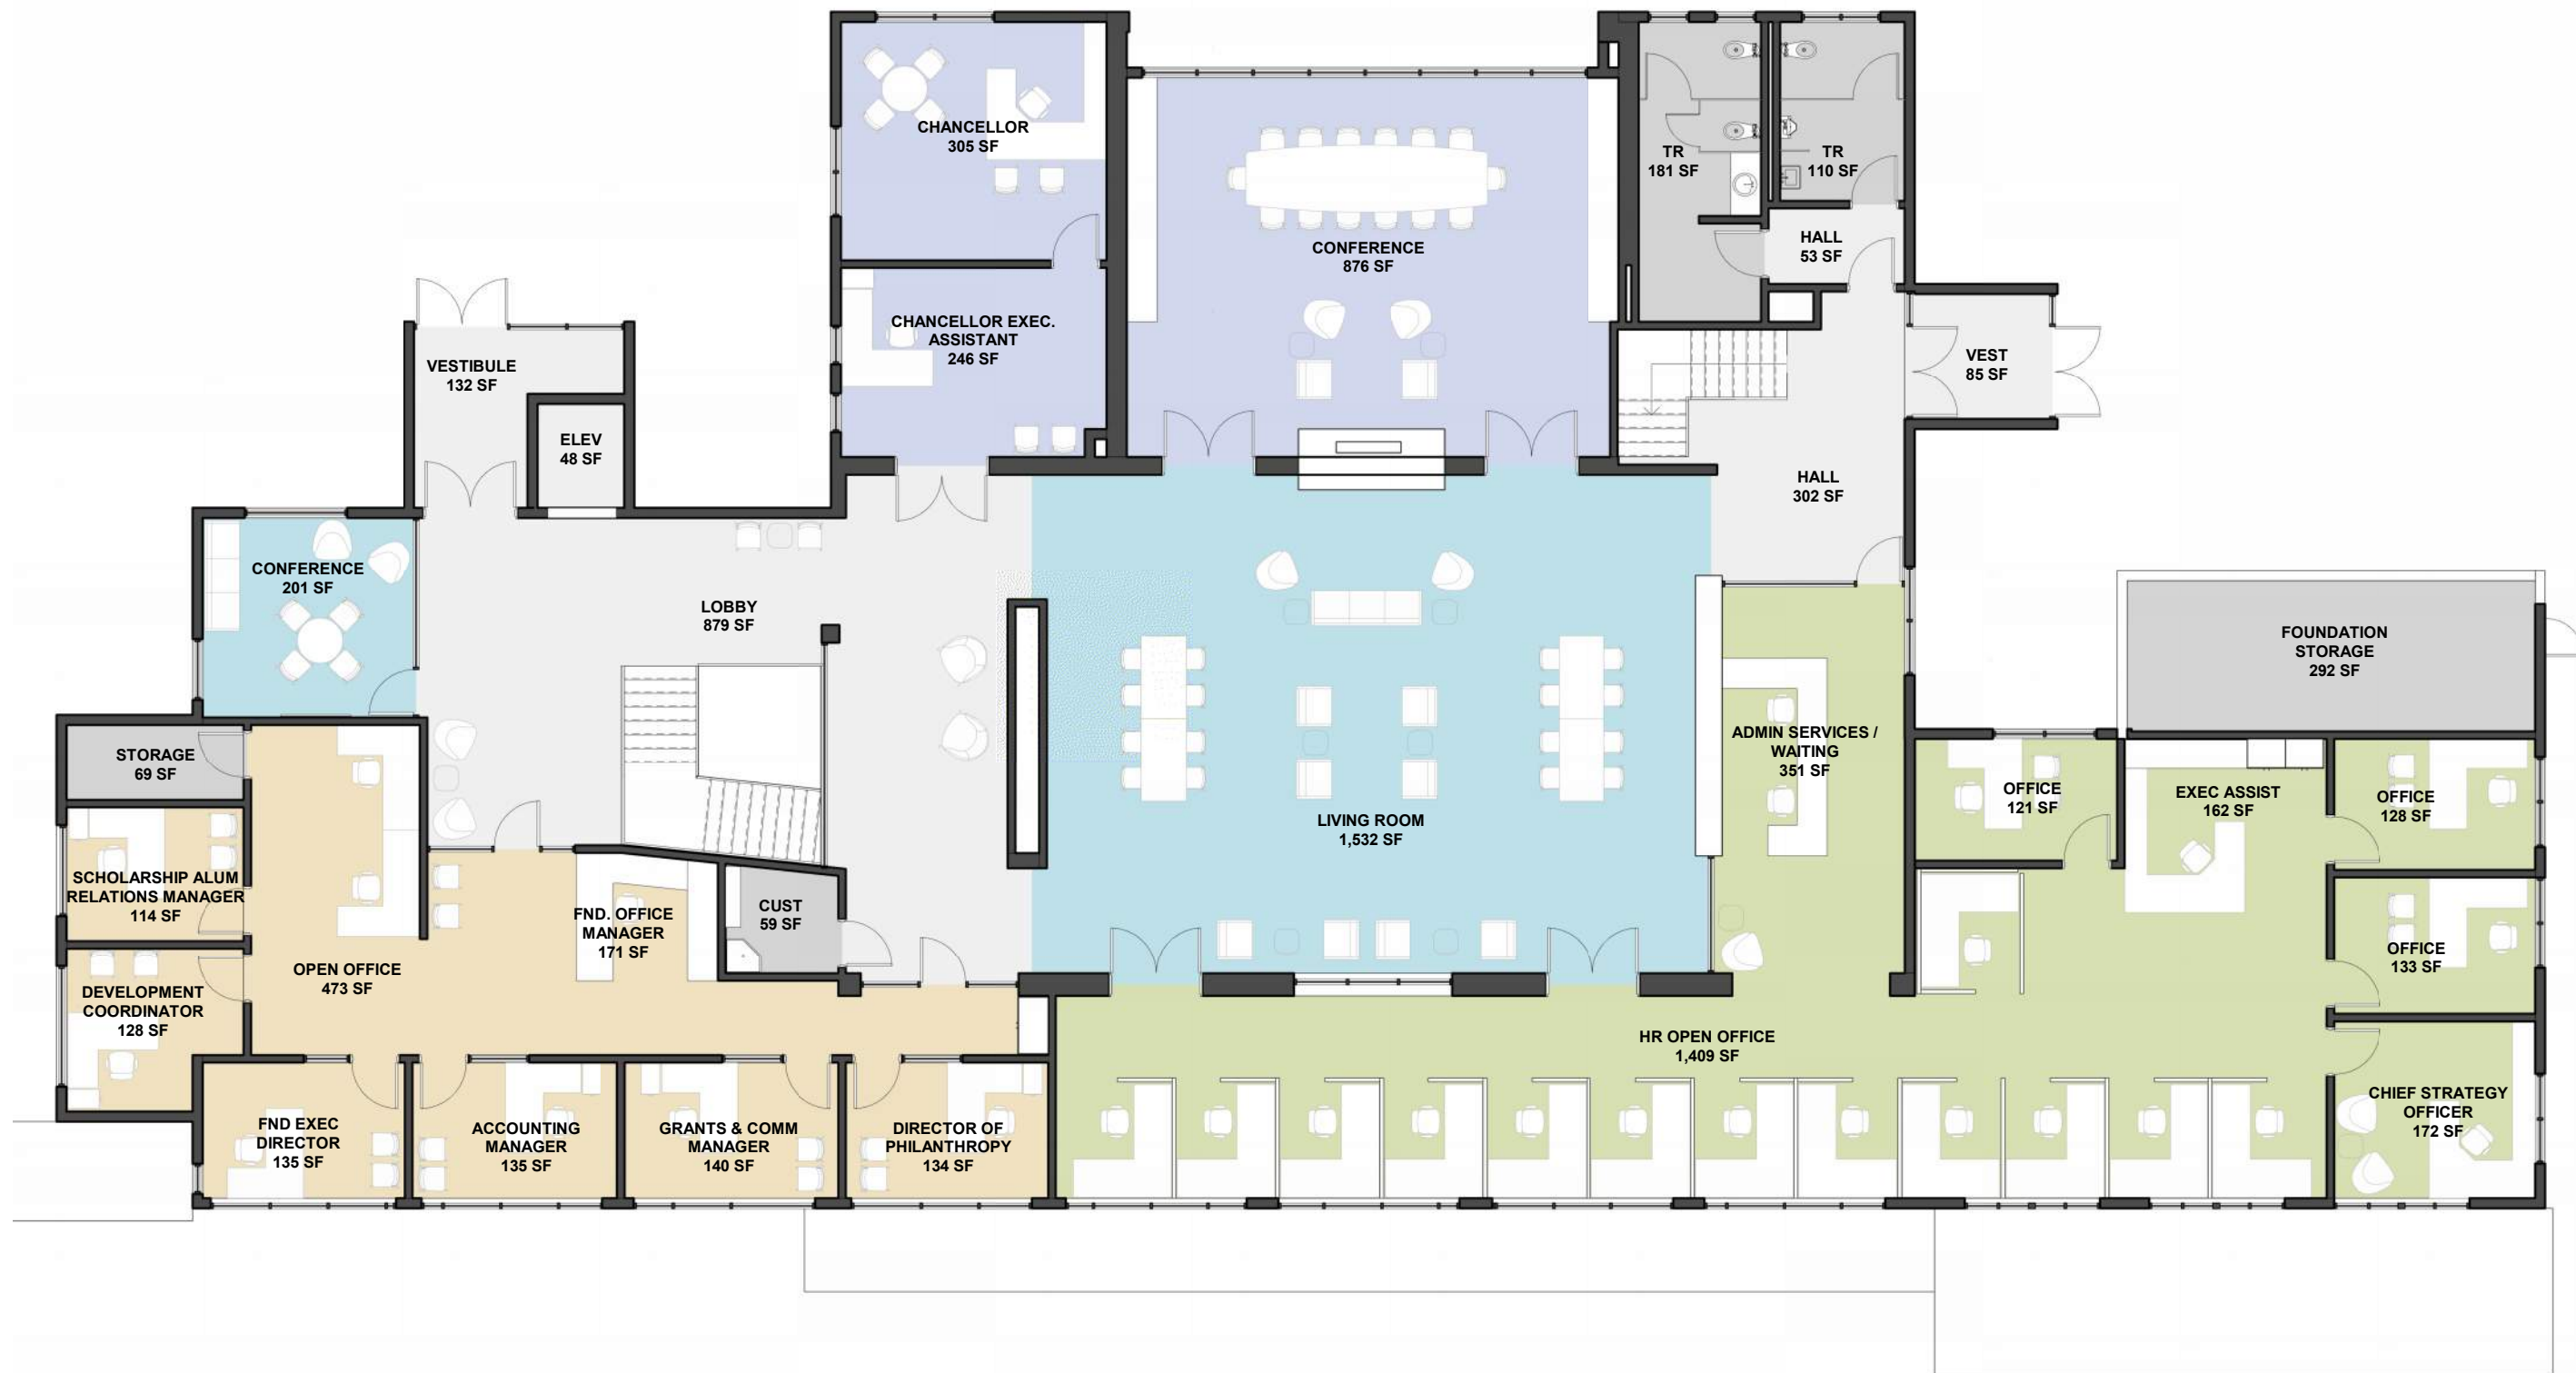 CHANCELLOR
305 SF
CONFERENCE
876 SF
TR
181 SF
TR
110 SF
HALL
53 SF
CHANCELLOR EXEC.
ASSISTANT
246 SF
VESTIBULE
132 SF
VEST
85 SF
ELEV
48 SF
HALL
302 SF
CONFERENCE
201 SF
LOBBY
879 SF
FOUNDATION
STORAGE
292 SF
STORAGE
69 SF
ADMIN SERVICES /
WAITING
351 SF
OFFICE
121 SF
EXEC ASSIST
162 SF
OFFICE
128 SF
LIVING ROOM
1,532 SF
SCHOLARSHIP ALUM
RELATIONS MANAGER
114 SF
FND. OFFICE
MANAGER
171 SF
CUST
59 SF
OFFICE
133 SF
OPEN OFFICE
473 SF
DEVELOPMENT
COORDINATOR
128 SF
HR OPEN OFFICE
1,409 SF
FND EXEC
DIRECTOR
135 SF
ACCOUNTING
MANAGER
135 SF
GRANTS & COMM
MANAGER
140 SF
DIRECTOR OF
PHILANTHROPY
134 SF
CHIEF STRATEGY
OFFICER
172 SF